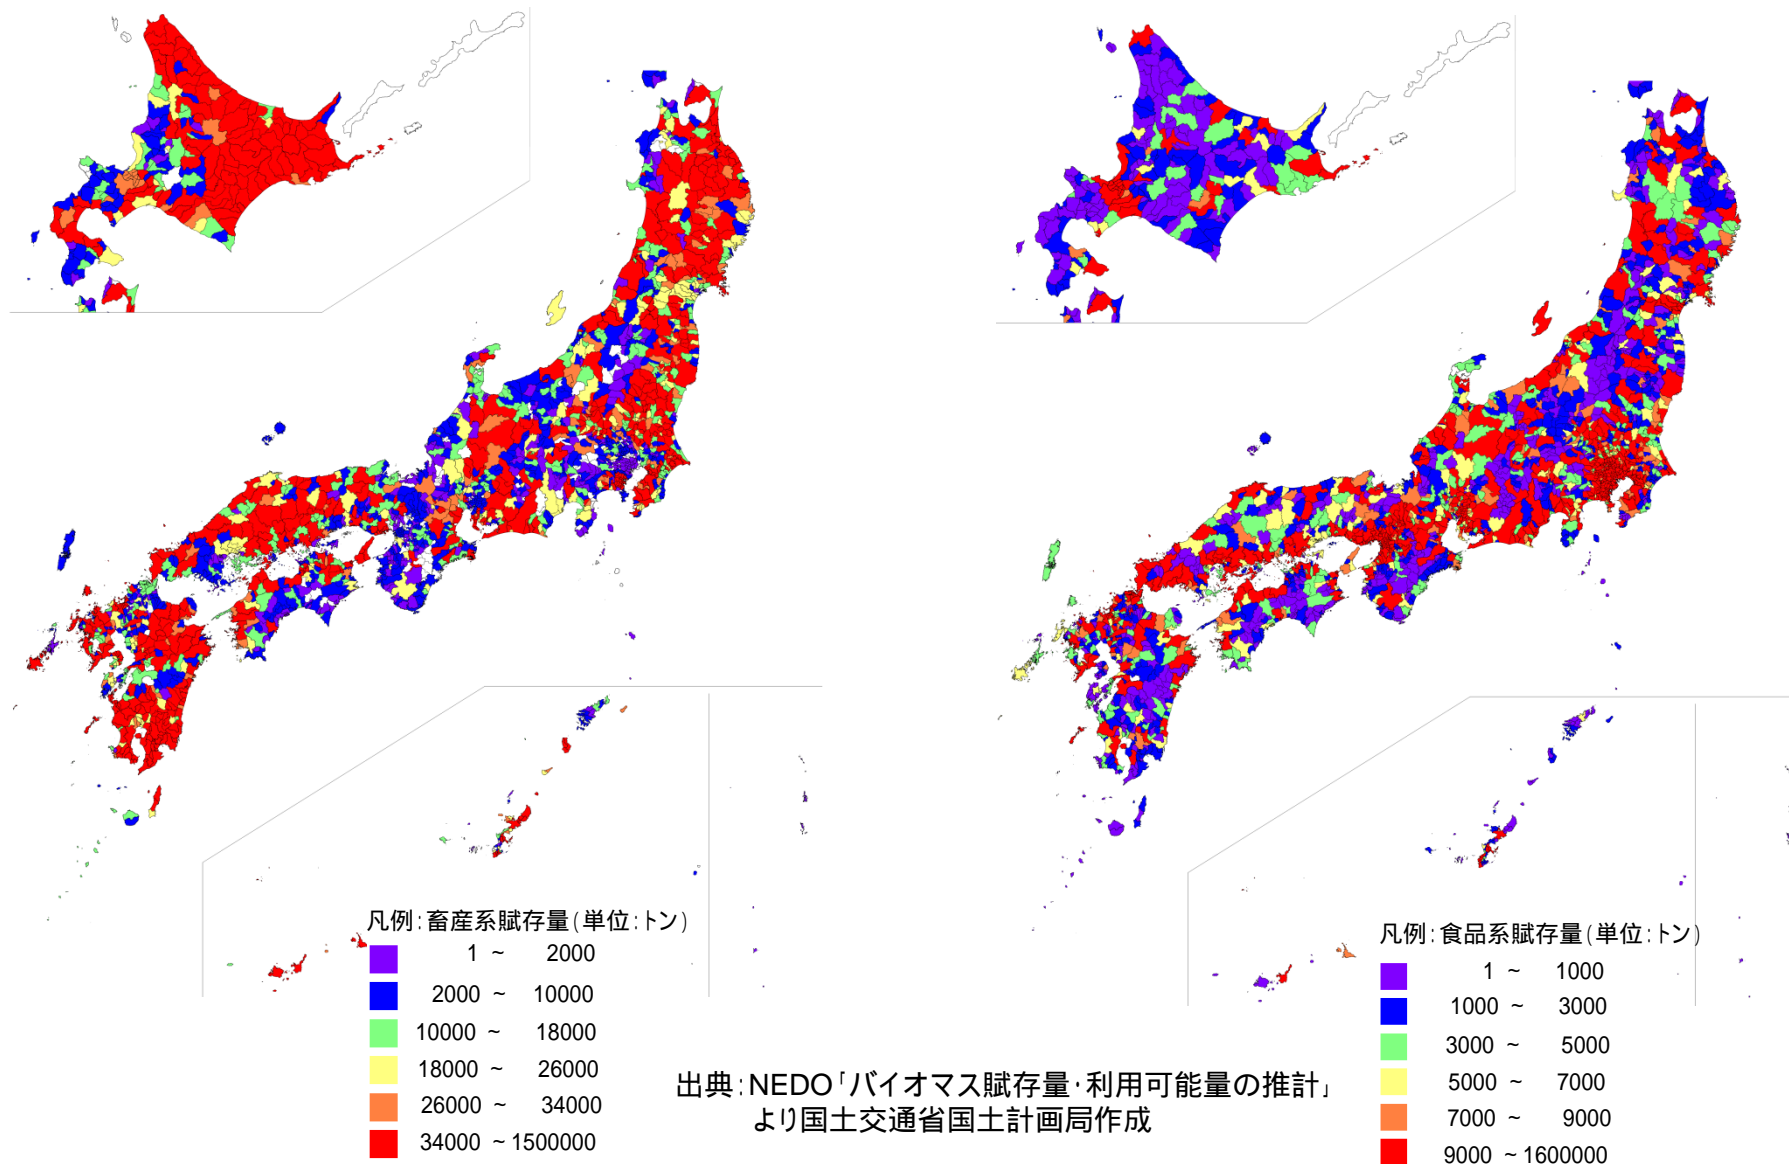 凡例:畜産系賦存量(単位:トン)
1 ~ 2000
2000 ~ 10000
10000 ~ 18000
18000 ~ 26000
26000 ~ 34000
34000 ~ 1500000
凡例:食品系賦存量(単位:トン)
1 ~ 1000
1000 ~ 3000
3000 ~ 5000
5000 ~ 7000
7000 ~ 9000
9000 ~ 1600000
出典:NEDO「バイオマス賦存量・利用可能量の推計」
より国土交通省国土計画局作成